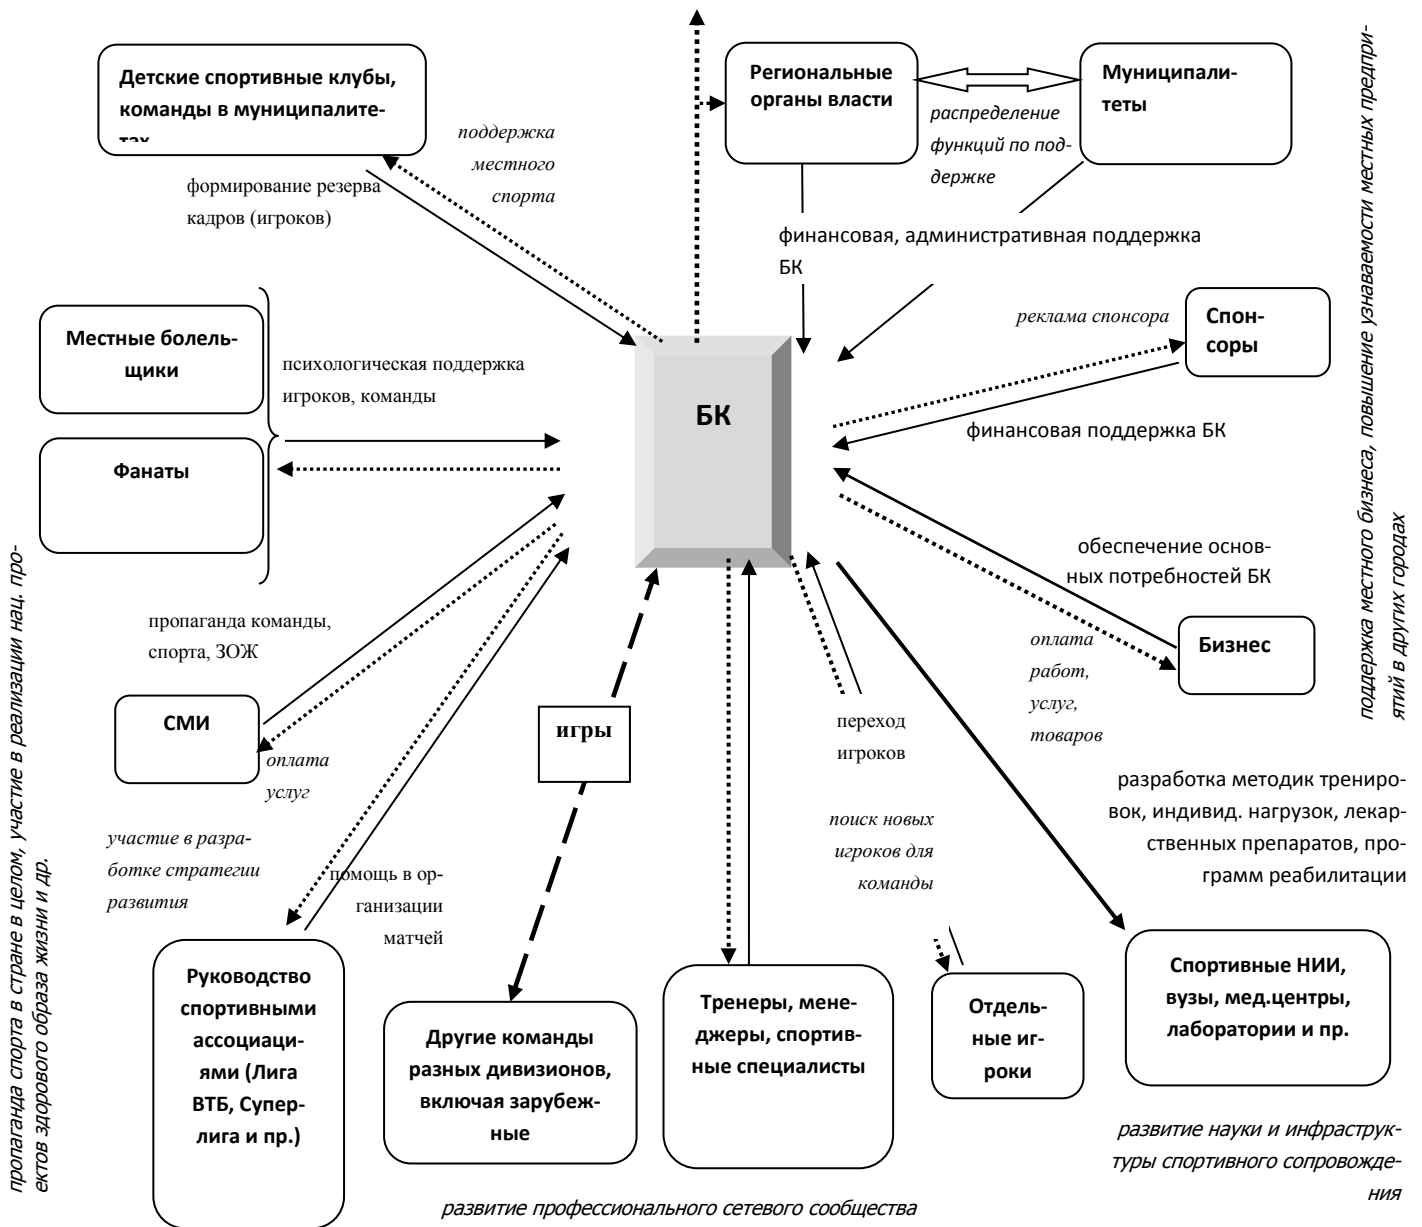 Детские спортивные клубы,
команды в муниципалите-
тах
Региональные
органы власти
Муниципали-
теты
распределение
функций по под-
держке
поддержка
местного
спорта
формирование резерва
кадров (игроков)
финансовая, административная поддержка
БК
Местные болель-
щики
Фанаты
психологическая поддержка
игроков, команды
БК
реклама спонсора
Спон-
соры
финансовая поддержка БК
обеспечение основ-
ных потребностей БК
Бизнес
оплата
работ,
услуг,
товаров
пропаганда команды,
спорта, ЗОЖ
СМИ
оплата
услуг
игры
переход
игроков
поиск новых
игроков для
команды
разработка методик трениро-
вок, индивид. нагрузок, лекар-
ственных препаратов, про-
грамм реабилитации
участие в разра-
ботке стратегии
развития
помощь в ор-
ганизации
матчей
Руководство
спортивными
ассоциаци-
ями (Лига
ВТБ, Супер-
лига и пр.)
Другие команды
разных дивизионов,
включая зарубеж-
ные
Тренеры, мене-
джеры, спортив-
ные специалисты
Отдель-
ные иг-
роки
Спортивные НИИ,
вузы, мед.центры,
лаборатории и пр.
развитие науки и инфраструк-
туры спортивного сопровожде-
ния
развитие профессионального сетевого сообщества
пропаганда спорта в стране в целом, участие в реализации нац. про-
ектов здорового образа жизни и др.
поддержка местного бизнеса, повышение узнаваемости местных предпри-
ятий в других городах